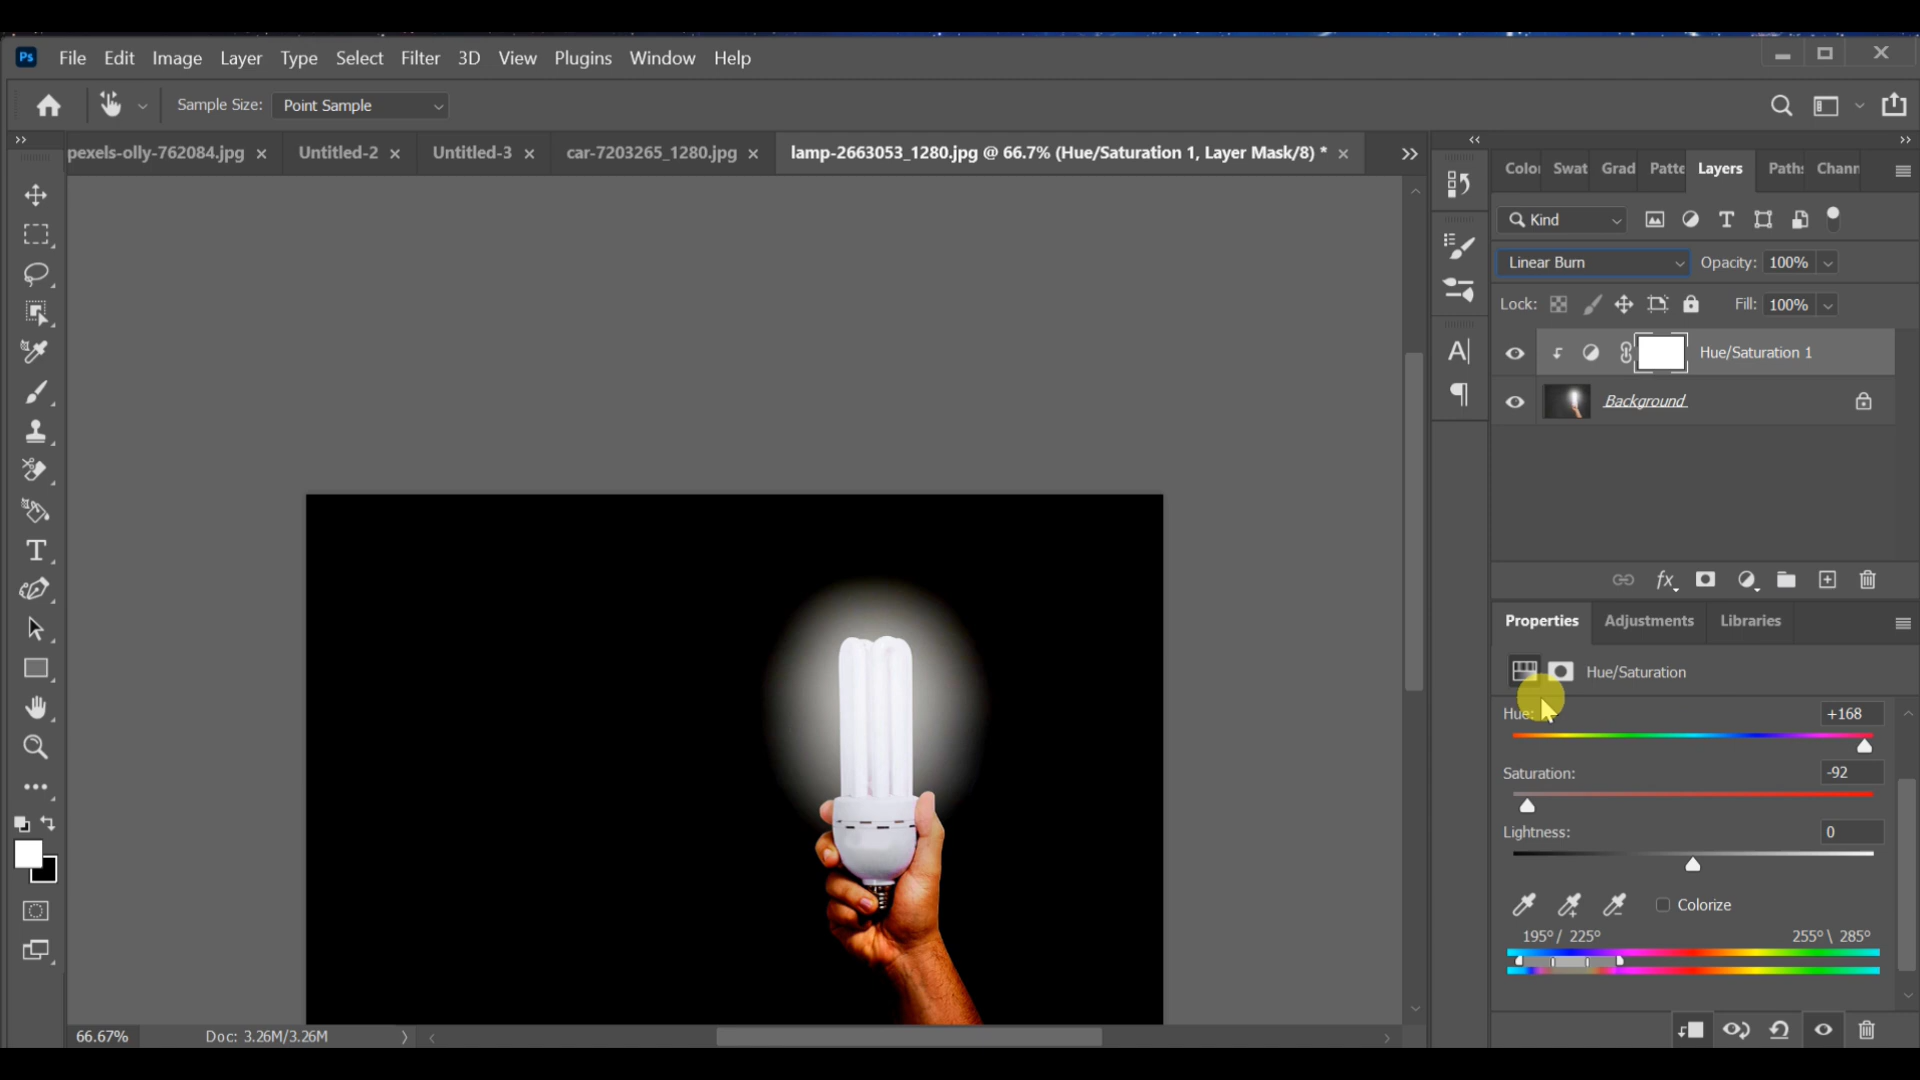 Ps File Edit Image Layer Type Select Filter 3D View Plugins Window Help
Sample Size: Point Sample
pexels-olly-762084.jpg × Untitled-2 × Untitled-3 × car-7203265_1280.jpg × lamp-2663053_1280.jpg @ 66.7% (Hue/Saturation 1, Layer Mask/8) * ×
Color Swat Grad Patte Layers Paths Chann
Kind
Linear Burn Opacity: 100%
Lock: Fill: 100%
Hue/Saturation 1
Background
fx
Properties Adjustments Libraries
Hue/Saturation
Hue: +168
Saturation: -92
Lightness: 0
Colorize
195°/ 225° 255°\ 285°
66.67% Doc: 3.26M/3.26M